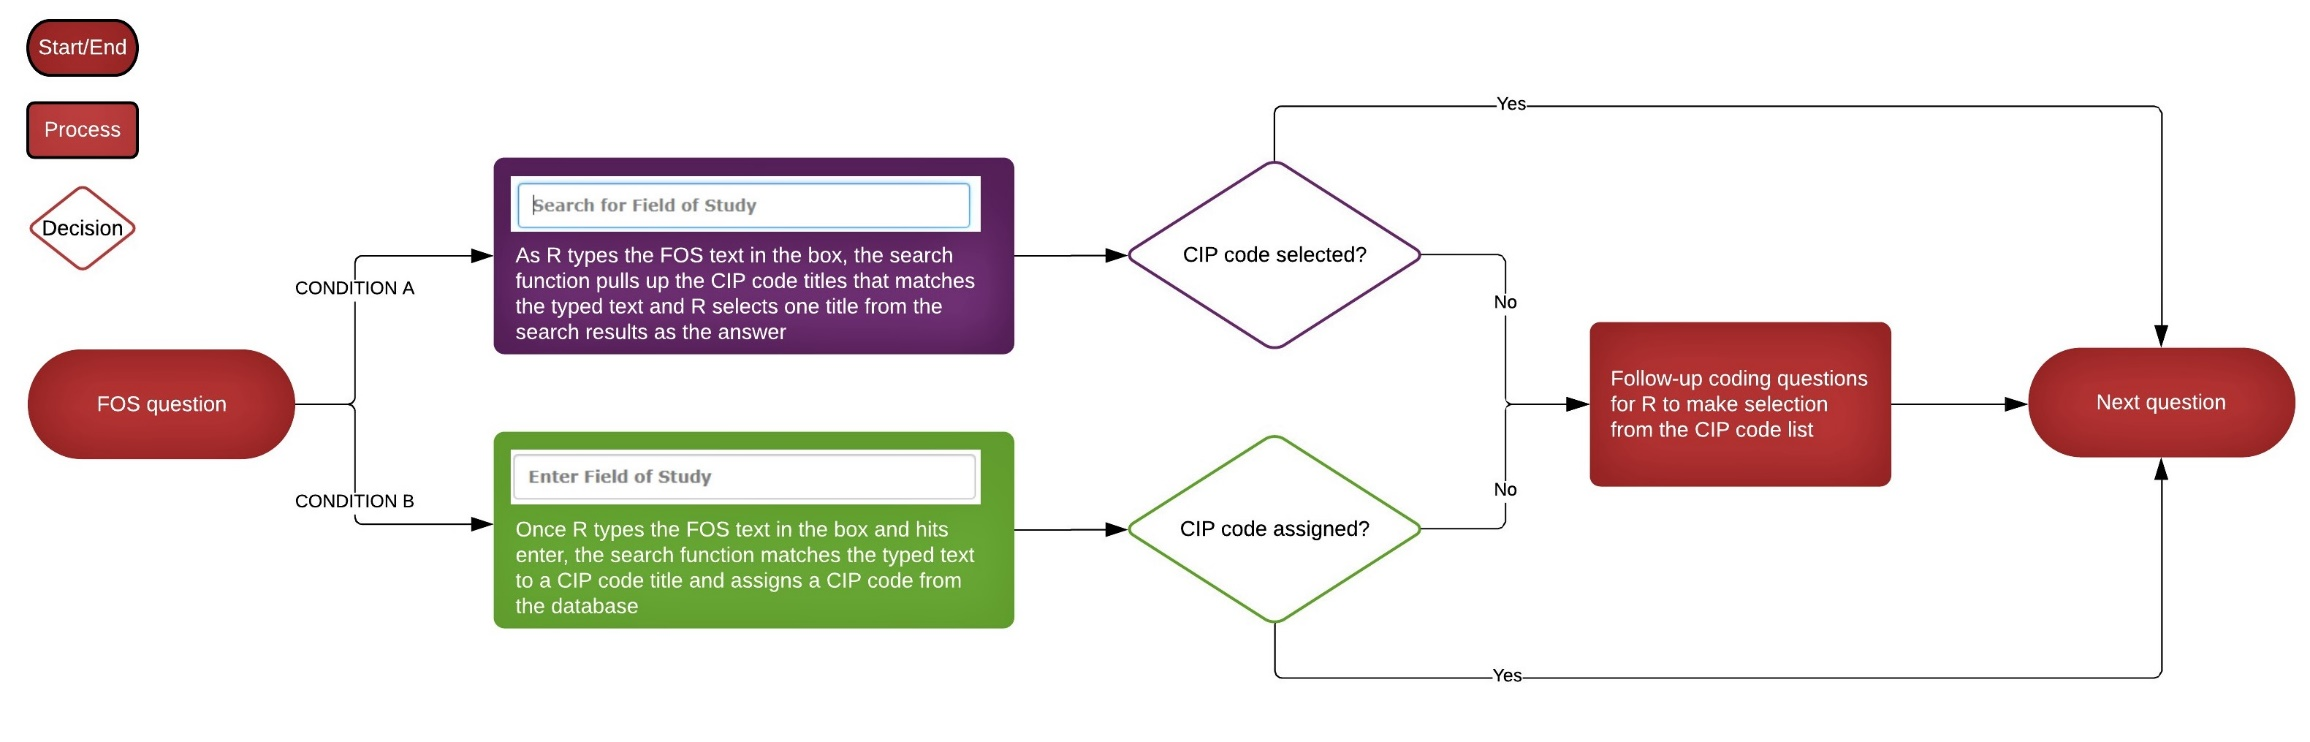 Start/End
Process
Decision
FOS question
CONDITION A
CONDITION B
Search for Field of Study
As R types the FOS text in the box, the search
function pulls up the CIP code titles that matches
the typed text and R selects one title from the
search results as the answer
Enter Field of Study
Once R types the FOS text in the box and hits
enter, the search function matches the typed text
to a CIP code title and assigns a CIP code from
the database
CIP code selected?
CIP code assigned?
Yes
No
No
Yes
Follow-up coding questions
for R to make selection
from the CIP code list
Next question